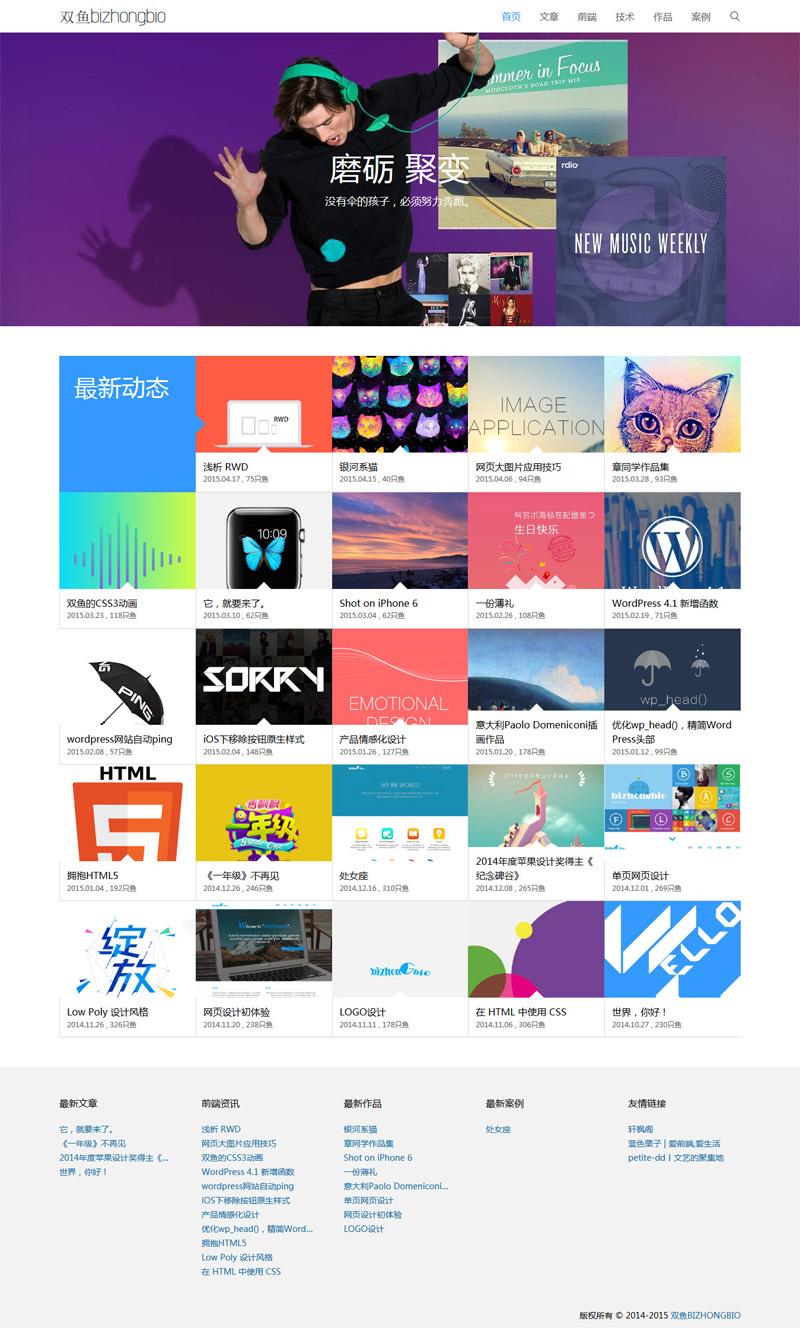 双鱼bizhongbio
首页 文章 前端 技术 作品 案例
Summer in Focus
MODCLOTH'S ROAD TRIP MIX
rdio
磨砺 聚变
没有伞的孩子，必须努力奔跑。
NEW MUSIC WEEKLY
最新动态
RWD
浅析 RWD
2015.04.17 , 75只鱼
银河系猫
2015.04.15 , 40只鱼
IMAGE
APPLICATION
网页大图片应用技巧
2015.04.06 , 94只鱼
章同学作品集
2015.03.28 , 93只鱼
双鱼的CSS3动画
2015.03.23 , 118只鱼
10:09
它，就要来了。
2015.03.10 , 62只鱼
Shot on iPhone 6
2015.03.04 , 62只鱼
生日快乐
一份薄礼
2015.02.26 , 108只鱼
WordPress 4.1 新增函数
2015.02.19 , 71只鱼
PING
wordpress网站自动ping
2015.02.08 , 57只鱼
SORRY
iOS下移除按钮原生样式
2015.02.04 , 148只鱼
EMOTIONAL
DESIGN
产品情感化设计
2015.01.26 , 127只鱼
意大利Paolo Domeniconi插
画作品
2015.01.20 , 178只鱼
wp_head()
优化wp_head()，精简Word
Press头部
2015.01.12 , 99只鱼
HTML
拥抱HTML5
2015.01.04 , 192只鱼
一年级
Grade One
《一年级》不再见
2014.12.26 , 246只鱼
MY BB WORLD
处女座
2014.12.16 , 310只鱼
2014年度苹果设计奖得主
2014年度苹果设计奖得主《
纪念碑谷》
2014.12.08 , 265只鱼
bizhongbio
单页网页设计
2014.12.01 , 269只鱼
绽放
Low Poly 设计风格
2014.11.26 , 326只鱼
网页设计初体验
2014.11.20 , 238只鱼
bizhongbio
LOGO设计
2014.11.11 , 178只鱼
在 HTML 中使用 CSS
2014.11.06 , 306只鱼
世界，你好！
2014.10.27 , 230只鱼
最新文章
它，就要来了。
《一年级》不再见
2014年度苹果设计奖得主《...
世界，你好！
前端资讯
浅析 RWD
网页大图片应用技巧
双鱼的CSS3动画
WordPress 4.1 新增函数
wordpress网站自动ping
iOS下移除按钮原生样式
产品情感化设计
优化wp_head()，精简Word...
拥抱HTML5
Low Poly 设计风格
在 HTML 中使用 CSS
最新作品
银河系猫
章同学作品集
Shot on iPhone 6
一份薄礼
意大利Paolo Domeniconi...
单页网页设计
网页设计初体验
LOGO设计
最新案例
处女座
友情链接
轩枫阁
蓝色栗子 | 爱前端,爱生活
petite-dd丨文艺的聚集地
版权所有 © 2014-2015 双鱼BIZHONGBIO